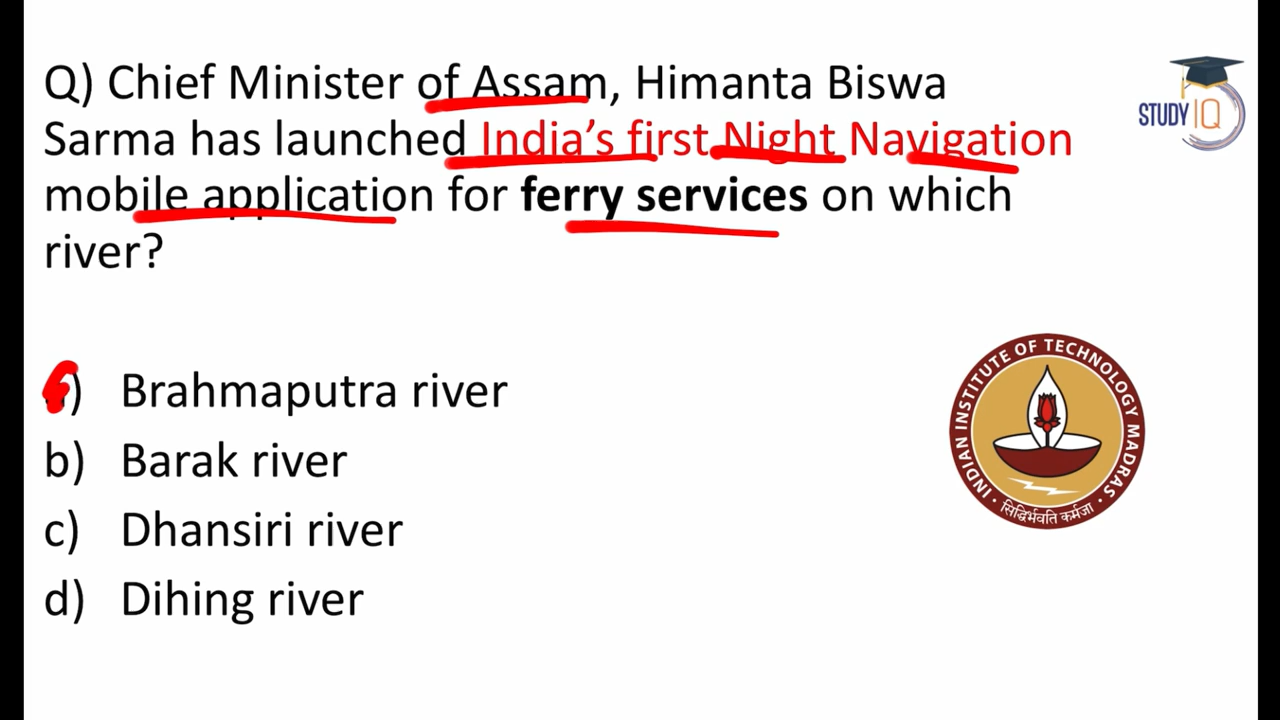 Q) Chief Minister of Assam, Himanta Biswa
Sarma has launched India's first Night Navigation
mobile application for ferry services on which
river?
STUDY IQ
Brahmaputra river
b) Barak river
c) Dhansiri river
d) Dihing river
INDIAN INSTITUTE OF TECHNOLOGY MADRAS
सिद्धिर्भवति कर्मजा